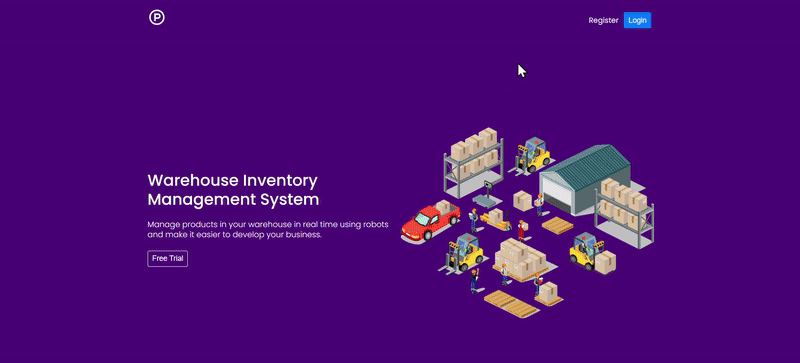 P
Register
Login
Warehouse Inventory
Management System
Manage products in your warehouse in real time using robots
and make it easier to develop your business.
Free Trial